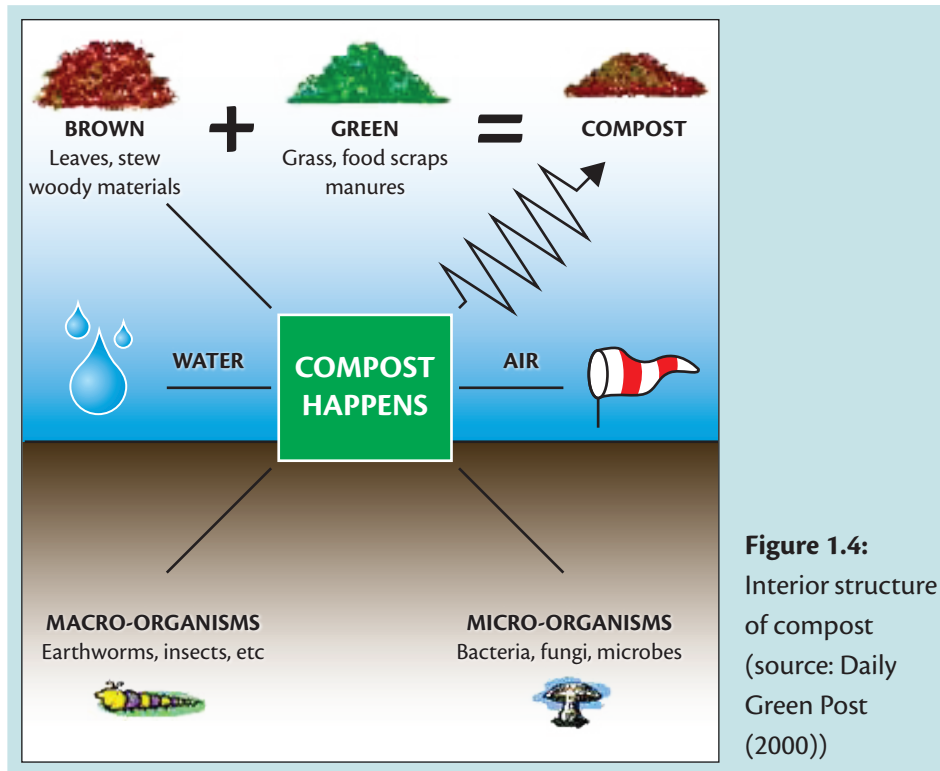 BROWN
Leaves, stew
woody materials
+
GREEN
Grass, food scraps
manures
=
COMPOST
WATER
COMPOST
HAPPENS
AIR
MACRO-ORGANISMS
Earthworms, insects, etc
MICRO-ORGANISMS
Bacteria, fungi, microbes
Figure 1.4:
Interior structure
of compost
(source: Daily
Green Post
(2000))